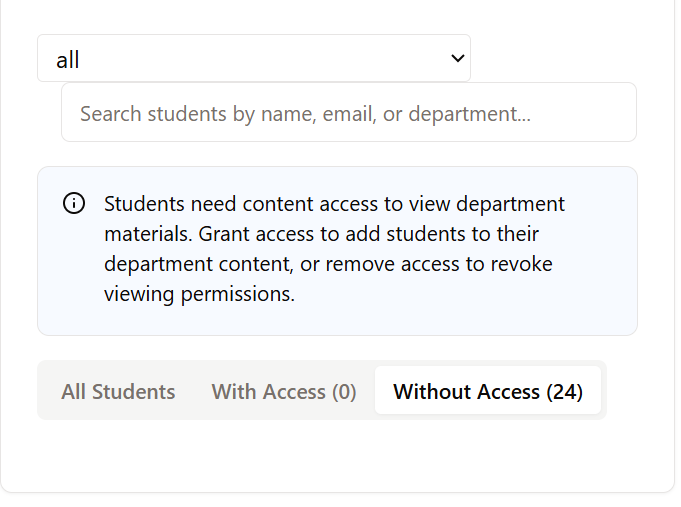 all
Search students by name, email, or department...
Students need content access to view department
materials. Grant access to add students to their
department content, or remove access to revoke
viewing permissions.
All Students With Access (0) Without Access (24)